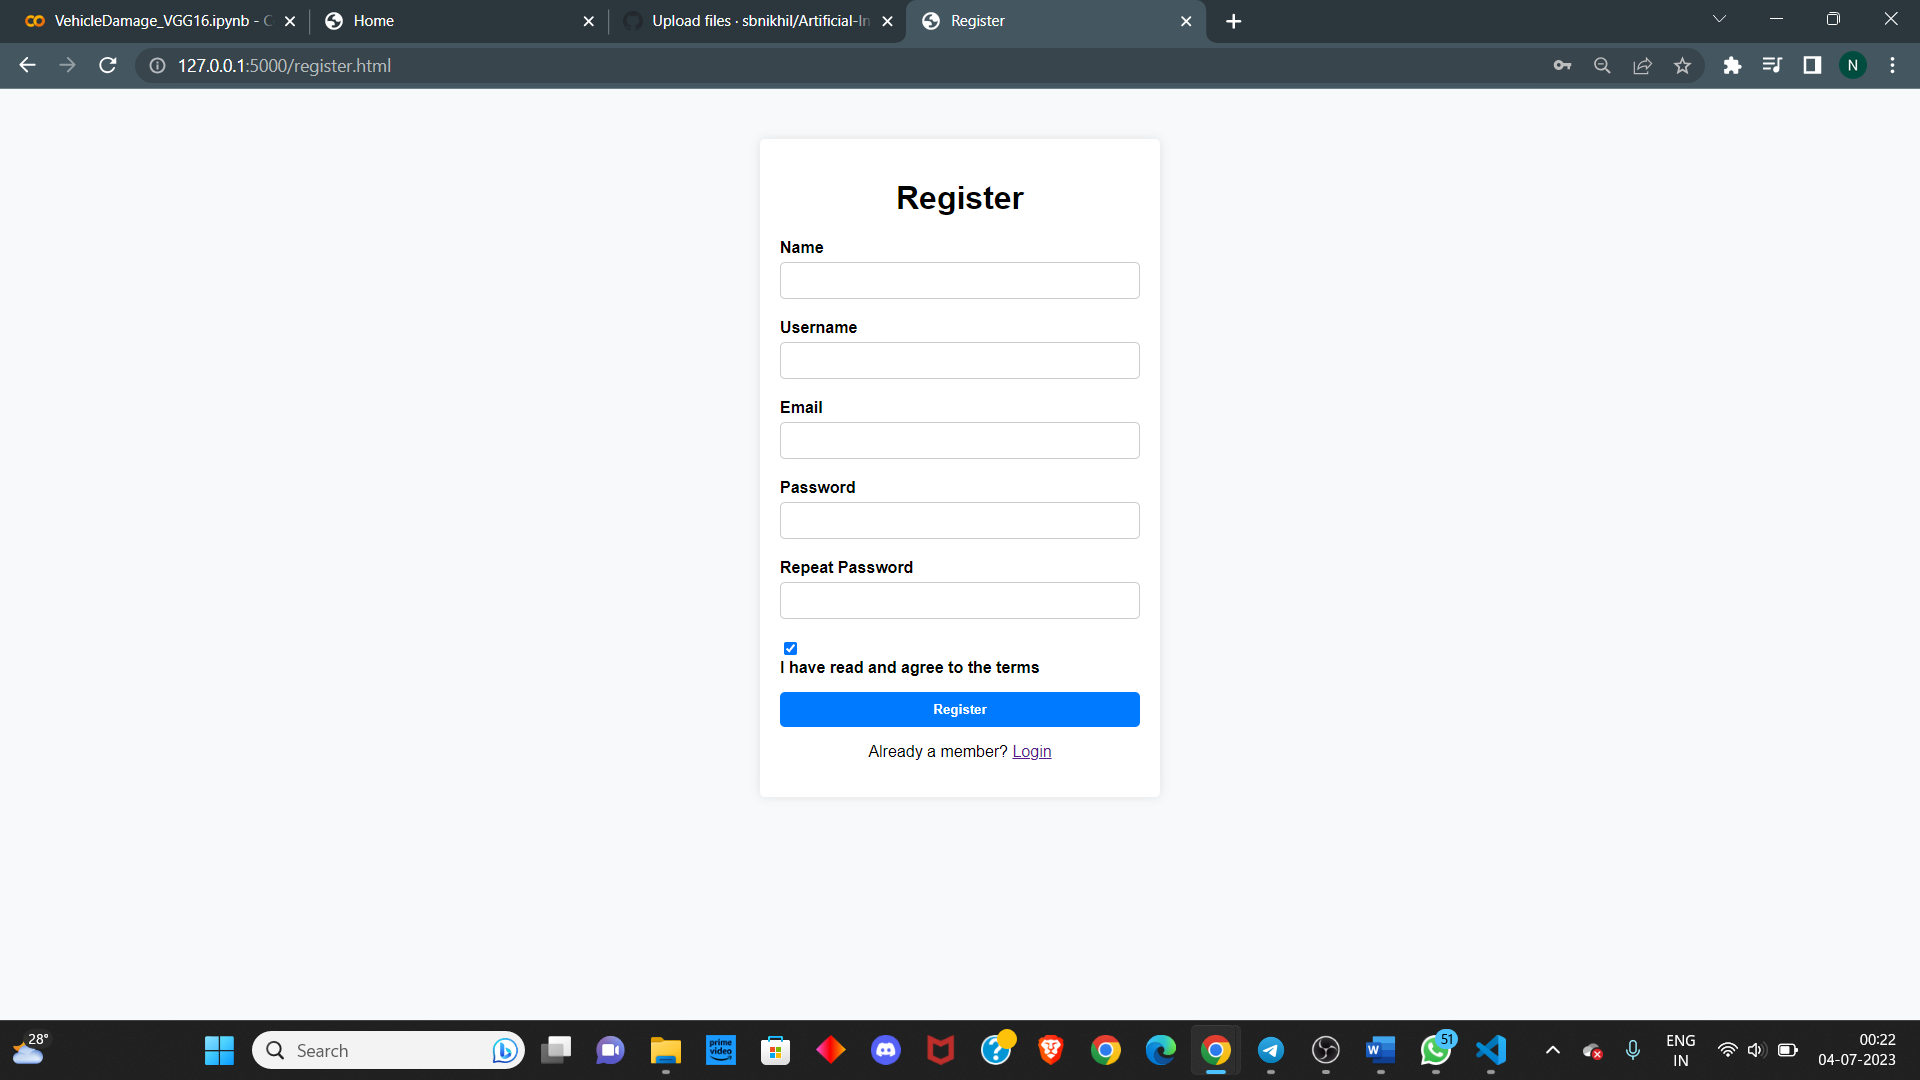 VehicleDamage_VGG16.ipynb - C
Home
Upload files · sbnikhil/Artificial-In
Register
127.0.0.1:5000/register.html
N
Register
Name
Username
Email
Password
Repeat Password
I have read and agree to the terms
Register
Already a member? Login
28°
Search
prime video
W
51
ENG
IN
00:22
04-07-2023